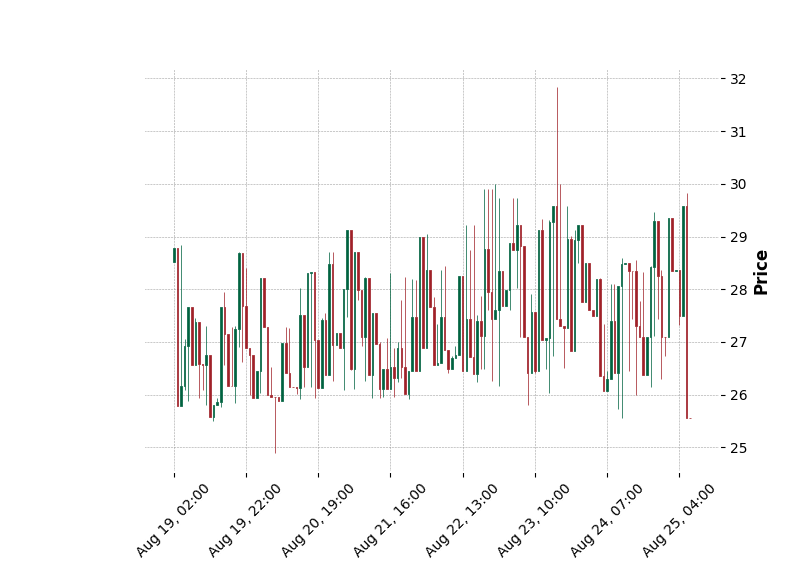 32
31
30
29
28
27
26
25
Price
Aug 19, 02:00
Aug 19, 22:00
Aug 20, 19:00
Aug 21, 16:00
Aug 22, 13:00
Aug 23, 10:00
Aug 24, 07:00
Aug 25, 04:00